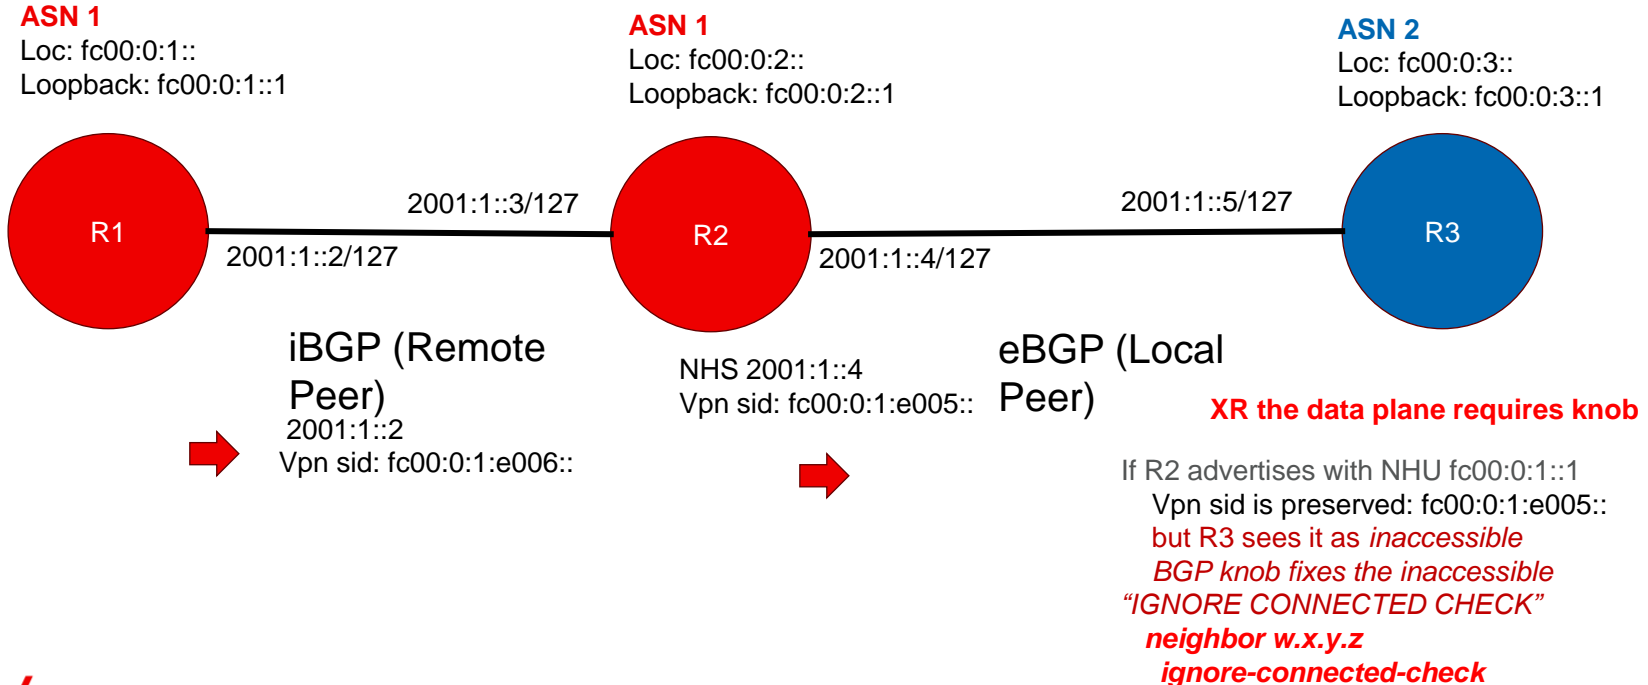 ASN 1
Loc: fc00:0:1::
Loopback: fc00:0:1::1
ASN 1
Loc: fc00:0:2::
Loopback: fc00:0:2::1
ASN 2
Loc: fc00:0:3::
Loopback: fc00:0:3::1
R1
2001:1::3/127
2001:1::2/127
R2
2001:1::5/127
2001:1::4/127
R3
iBGP (Remote
Peer)
2001:1::2
Vpn sid: fc00:0:1:e006::
NHS 2001:1::4
Vpn sid: fc00:0:1:e005::
eBGP (Local
Peer)
XR the data plane requires knob
If R2 advertises with NHU fc00:0:1::1
Vpn sid is preserved: fc00:0:1:e005::
but R3 sees it as inaccessible
BGP knob fixes the inaccessible
“IGNORE CONNECTED CHECK”
neighbor w.x.y.z
ignore-connected-check